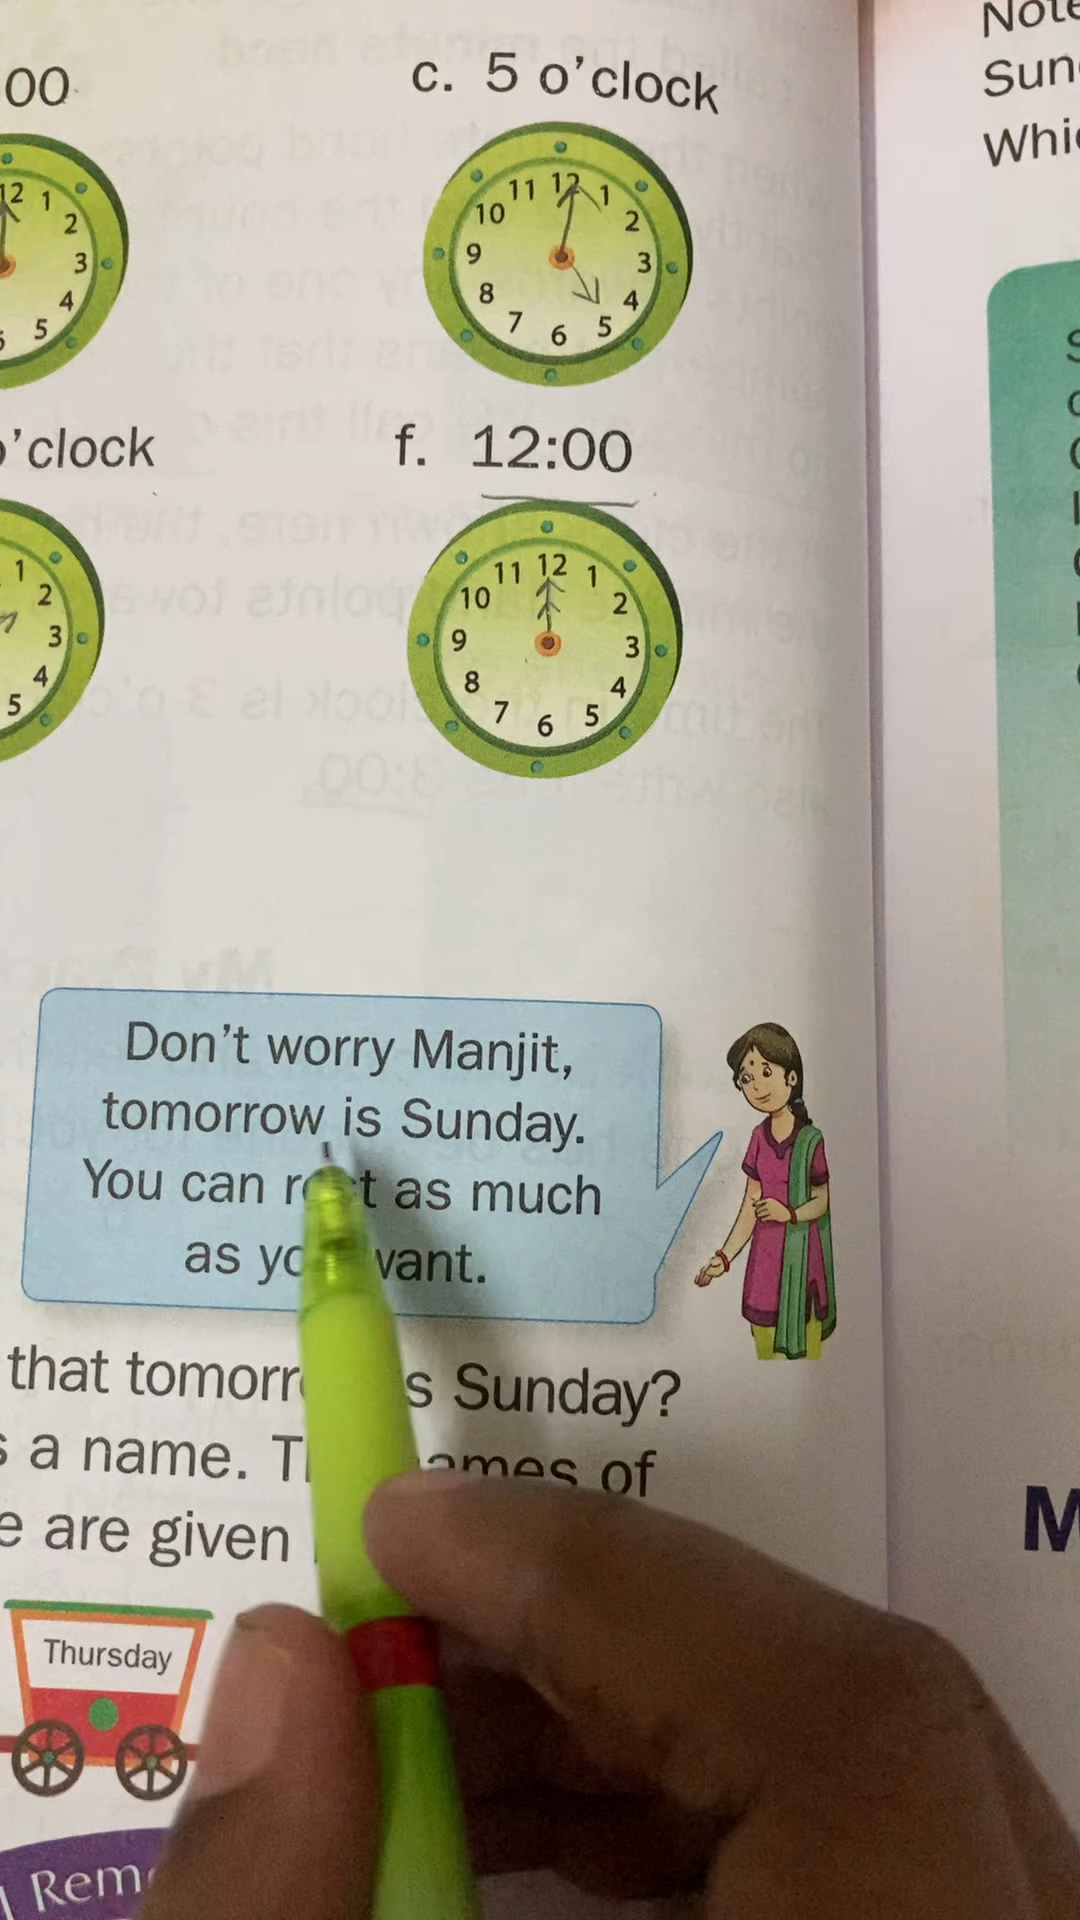 00
c. 5 o'clock
12 1 2 3 4 5
11 12 1 2 3 4 5 6 7 8 9 10
o'clock
f. 12:00
1 2 3 4 5
11 12 1 2 3 4 5 6 7 8 9 10
Don't worry Manjit,
tomorrow is Sunday.
You can rest as much
as you want.
that tomorrow is Sunday?
s a name. The names of
e are given
Thursday
Note
Sun